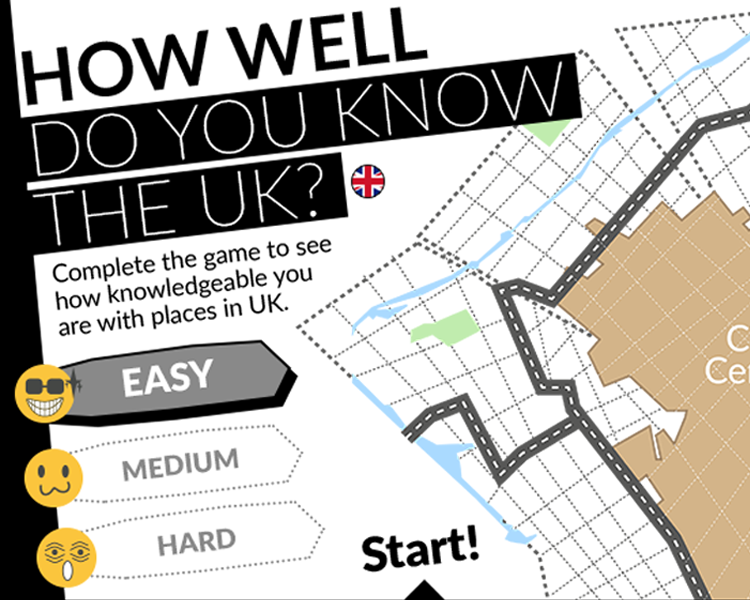 HOW WELL
DO YOU KNOW
THE UK?
Complete the game to see
how knowledgeable you
are with places in UK.
EASY
MEDIUM
HARD
Start!